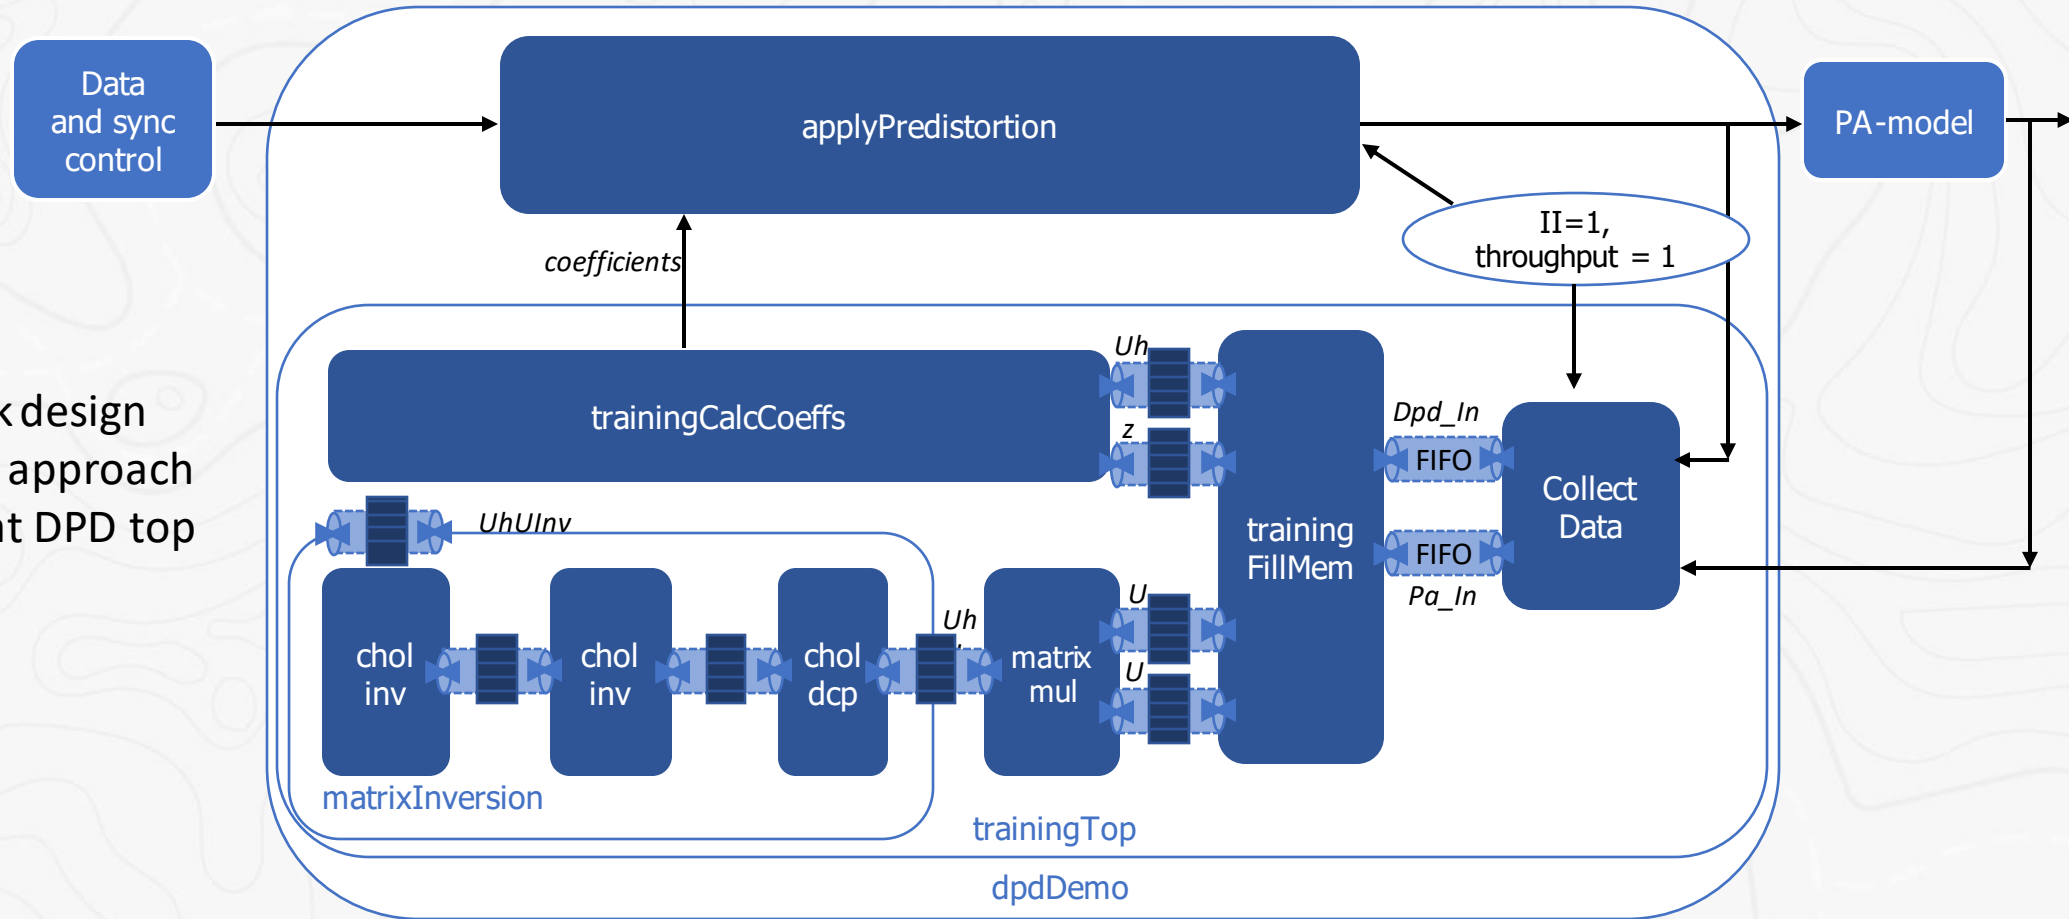 Data
and sync
control
applyPredistortion
PA-model
II=1,
throughput = 1
coefficients
k design
approach
nt DPD top
trainingCalcCoeffs
Uh
z
training
FillMem
Dpd_In
FIFO
FIFO
Pa_In
Collect
Data
UhUInv
chol
inv
chol
inv
chol
dcp
Uh
matrix
mul
U
U
matrixInversion
trainingTop
dpdDemo